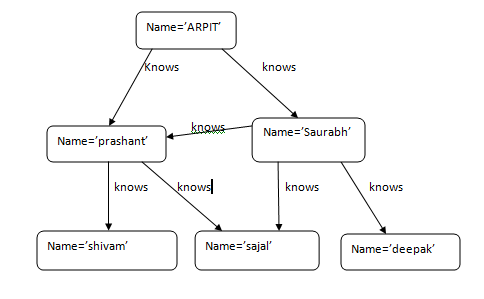 Name=’ARPIT’
Knows
knows
knows
Name=’prashant’
Name=’Saurabh’
knows
knows
knows
knows
Name=’shivam’
Name=’sajal’
Name=’deepak’